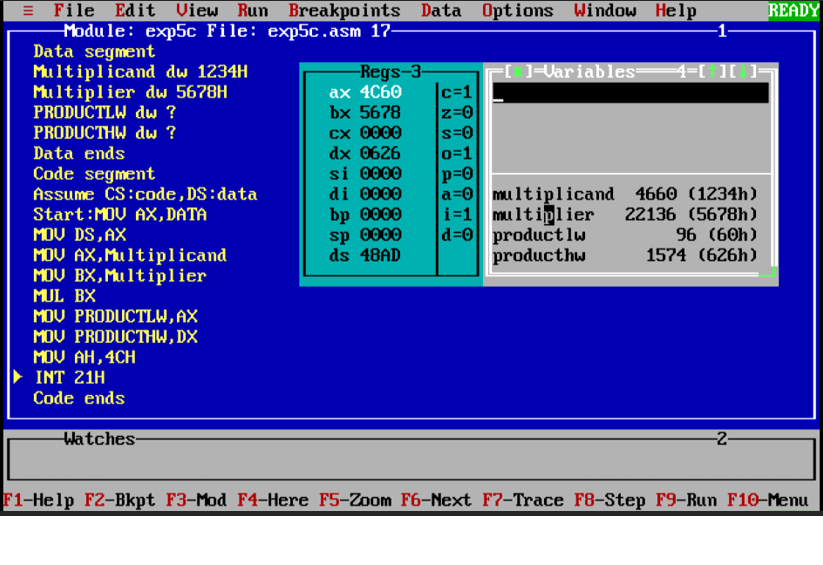 ≡ File Edit View Run Breakpoints Data Options Window Help READY
Module: exp5c File: exp5c.asm 17 1
Data segment
Multiplicand dw 1234H
Multiplier dw 5678H
PRODUCTLW dw ?
PRODUCTHW dw ?
Data ends
Code segment
Assume CS:code,DS:data
Start:MOV AX,DATA
MOV DS,AX
MOV AX,Multiplicand
MOV BX,Multiplier
MUL BX
MOV PRODUCTLW,AX
MOV PRODUCTHW,DX
MOV AH,4CH
INT 21H
Code ends
Regs-3
ax 4C60 c=1
bx 5678 z=0
cx 0000 s=0
dx 0626 o=1
si 0000 p=0
di 0000 a=0
bp 0000 i=1
sp 0000 d=0
ds 48AD
[■]=Variables 4=[↑][↓]
multiplicand 4660 (1234h)
multiplier 22136 (5678h)
productlw 96 (60h)
producthw 1574 (626h)
Watches 2
F1-Help F2-Bkpt F3-Mod F4-Here F5-Zoom F6-Next F7-Trace F8-Step F9-Run F10-Menu